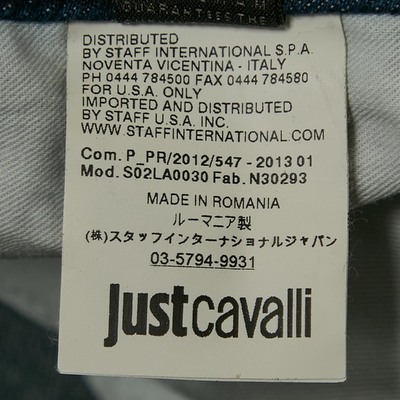 GUARANTEES THE
DISTRIBUTED
BY STAFF INTERNATIONAL S.P.A.
NOVENTA VICENTINA - ITALY
PH 0444 784500 FAX 0444 784580
FOR U.S.A. ONLY
IMPORTED AND DISTRIBUTED
BY STAFF U.S.A. INC.
WWW.STAFFINTERNATIONAL.COM
Com. P_PR/2012/547 - 2013 01
Mod. S02LA0030 Fab. N30293
MADE IN ROMANIA
ルーマニア製
(株)スタッフインターナショナルジャパン
03-5794-9931
justcavalli